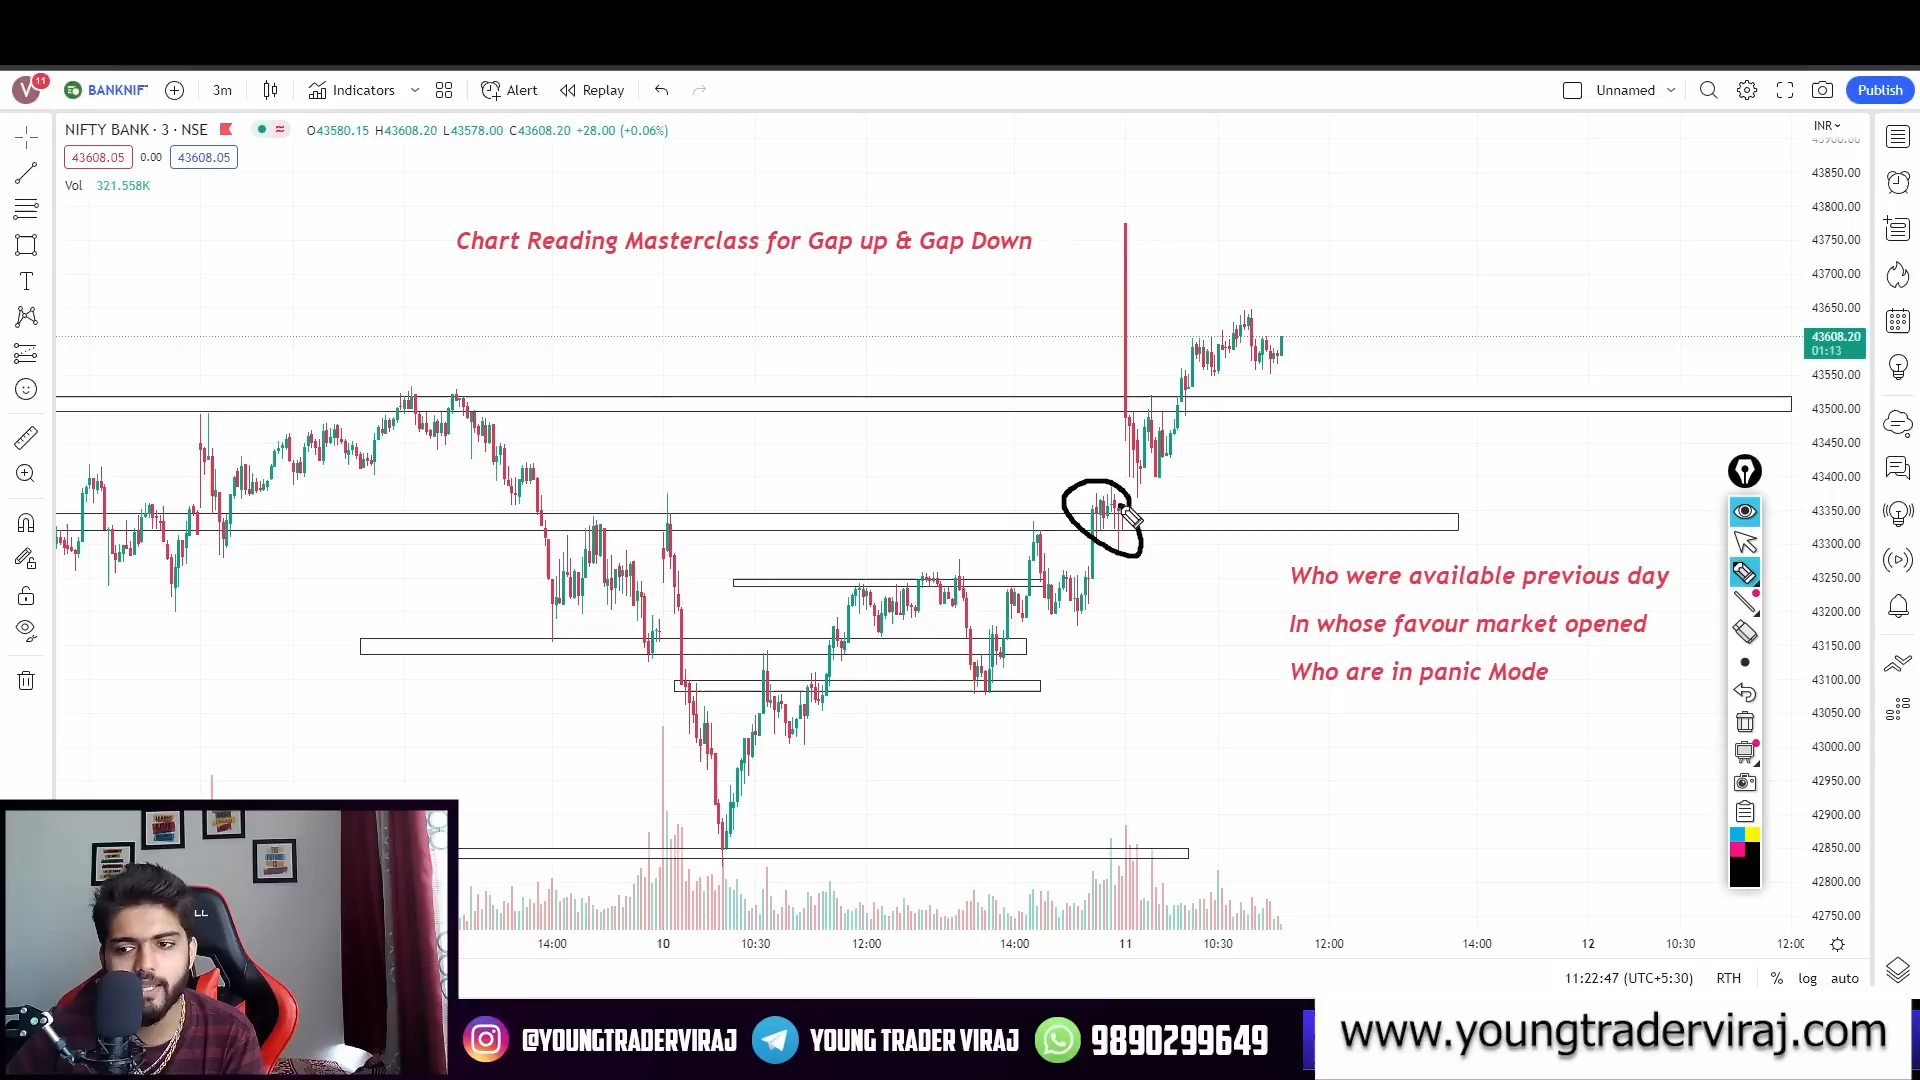 V 11 BANKNIF 3m Indicators Alert Replay Unnamed Publish
NIFTY BANK · 3 · NSE O43580.15 H43608.20 L43578.00 C43608.20 +28.00 (+0.06%)
INR
43608.05 0.00 43608.05
Vol 321.558K
43900.00
43850.00
43800.00
Chart Reading Masterclass for Gap up & Gap Down
43750.00
43700.00
43650.00
43608.20
01:13
43550.00
43500.00
43450.00
43400.00
43350.00
43300.00
Who were available previous day
43250.00
43200.00
In whose favour market opened
43150.00
Who are in panic Mode
43100.00
43050.00
43000.00
42950.00
42900.00
42850.00
42800.00
42750.00
14:00 10 10:30 12:00 14:00 11 10:30 12:00 14:00 12 10:30 12:00
11:22:47 (UTC+5:30) RTH % log auto
@YOUNGTRADERVIRAJ YOUNG TRADER VIRAJ 9890299649 www.youngtraderviraj.com